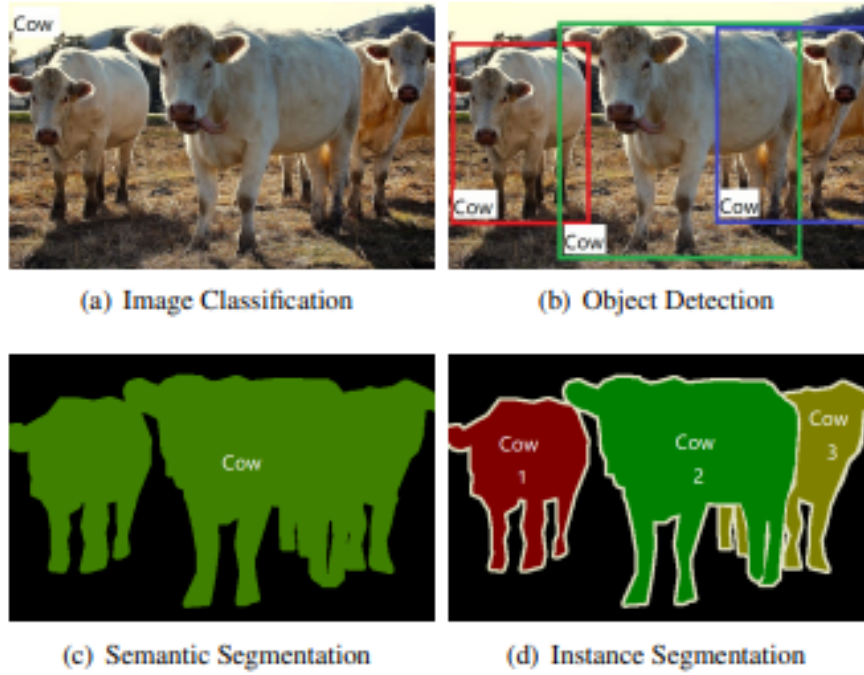 Cow
Cow
Cow
Cow
(a) Image Classification
(b) Object Detection
Cow
Cow
1
Cow
2
Cow
3
(c) Semantic Segmentation
(d) Instance Segmentation